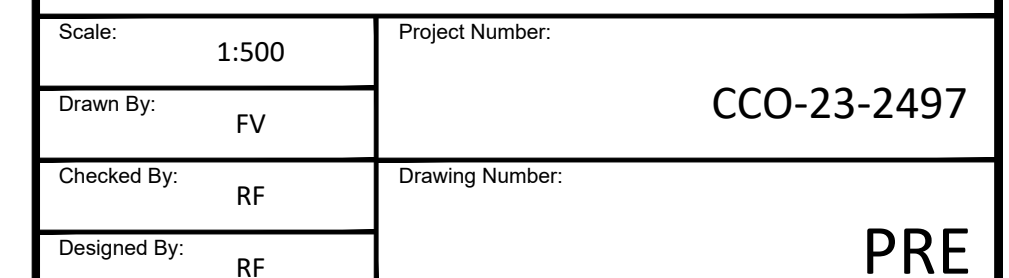 Scale:
1:500
Project Number:
CCO-23-2497
Drawn By:
FV
Checked By:
RF
Drawing Number:
PRE
Designed By:
RF